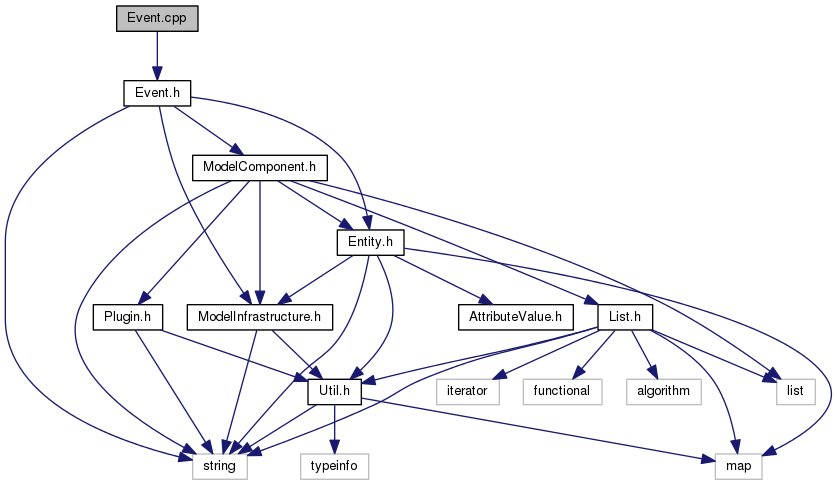 Event.cpp
Event.h
ModelComponent.h
Entity.h
Plugin.h
ModelInfrastructure.h
AttributeValue.h
List.h
Util.h
iterator
functional
algorithm
list
string
typeinfo
map